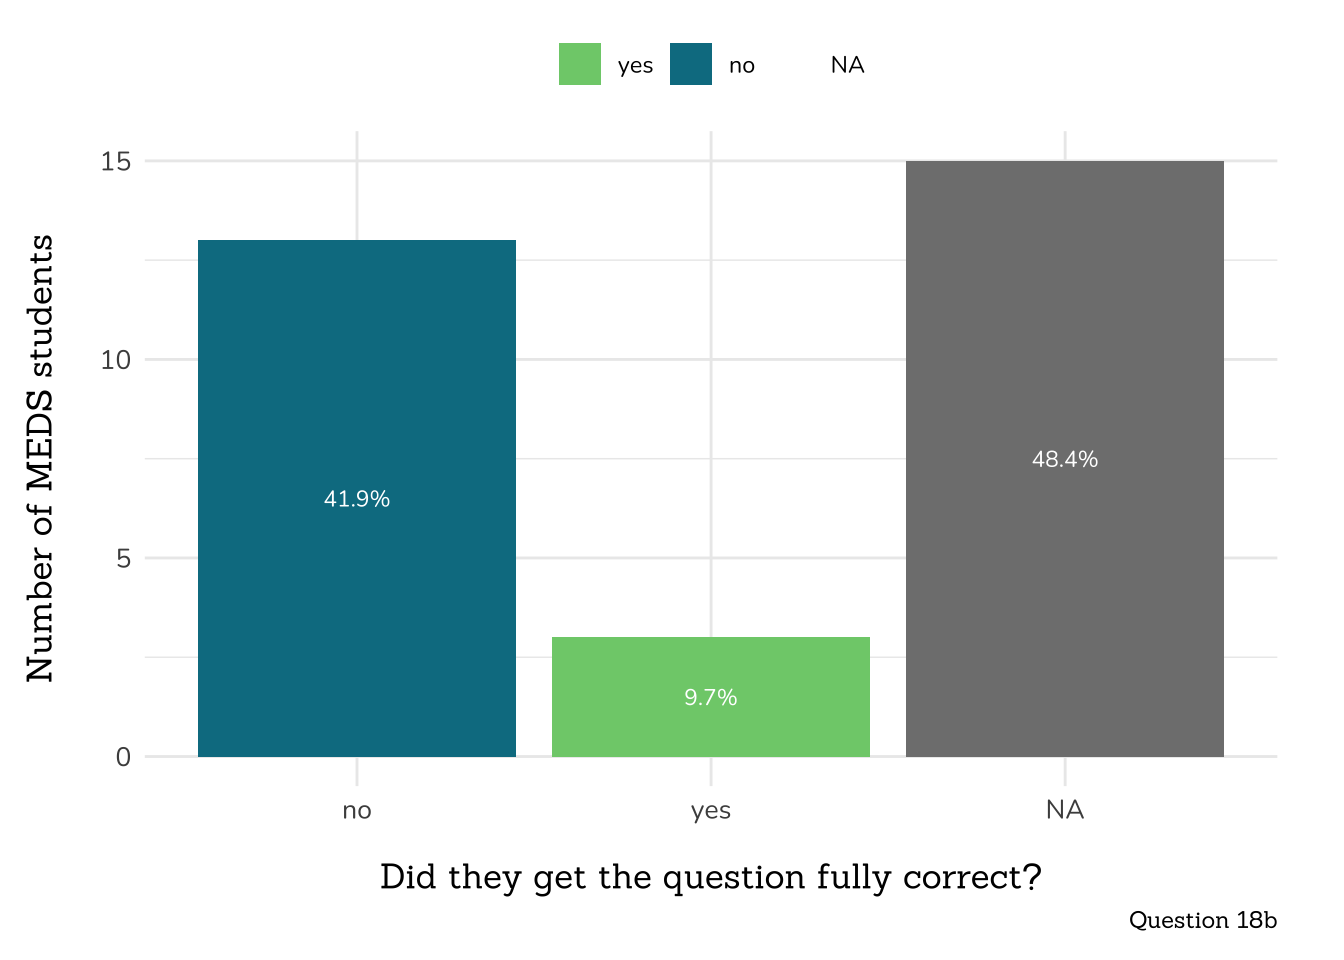 yes no NA
Number of MEDS students
15
10
5
0
41.9%
9.7%
48.4%
no yes NA
Did they get the question fully correct?
Question 18b